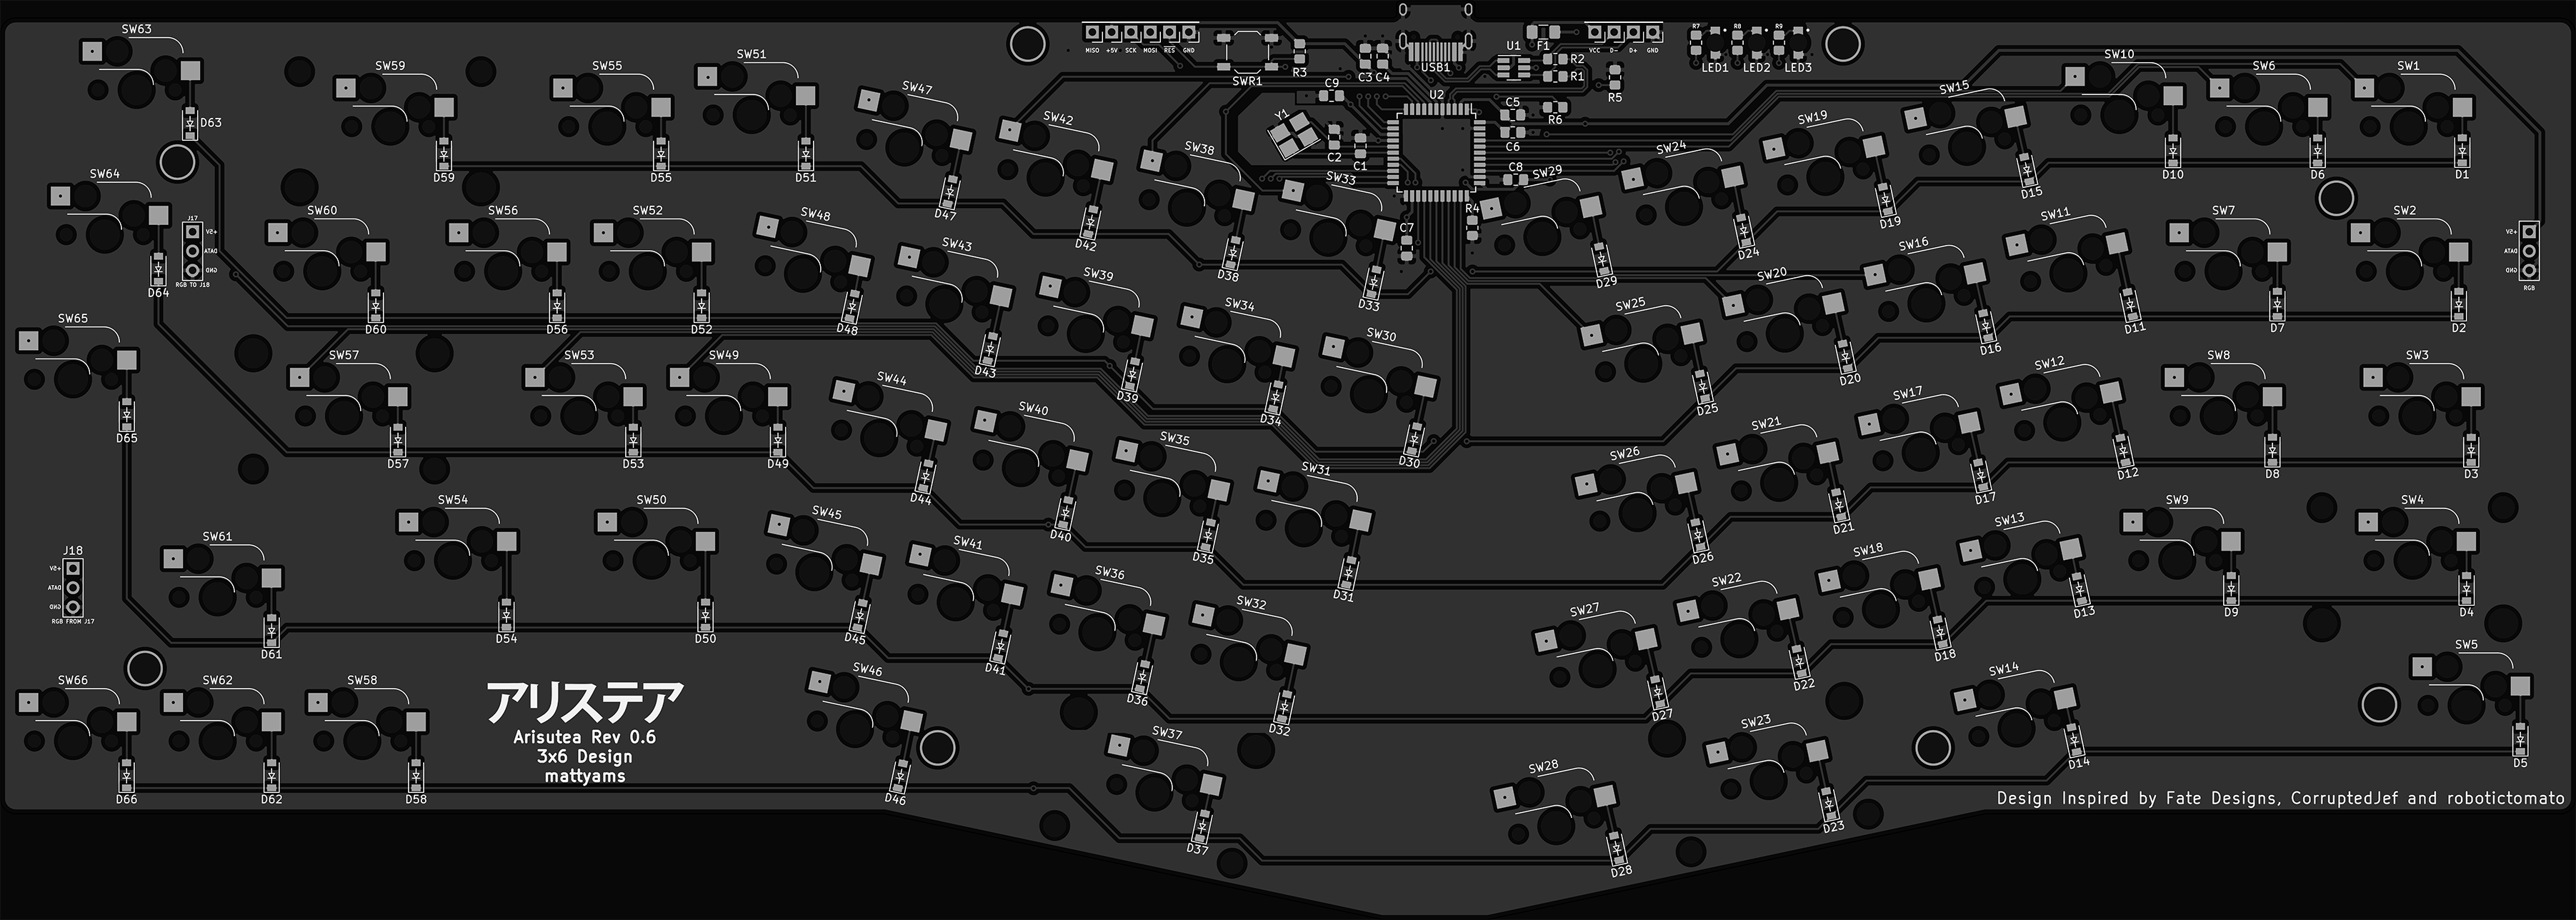 SW63
SW59
SW55
SW51
SW47
SW42
SW38
SW33
MISO
+5V
SCK
MOSI
RES
GND
SWR1
R3
C3
C4
USB1
U1
F1
R2
R1
VCC
D-
D+
GND
R5
R6
R7
R8
R9
LED1
LED2
LED3
C9
Y1
C2
C1
U2
C5
C6
C8
R4
C7
SW29
SW24
SW19
SW15
SW10
SW6
SW1
D63
D59
D55
D51
D47
D42
D38
D33
D29
D24
D19
D15
D10
D6
D1
SW64
J17
+5V
DATA
GND
RGB TO J18
D64
SW60
SW56
SW52
SW48
SW43
SW39
SW34
SW30
SW25
SW20
SW16
SW11
SW7
SW2
+5V
DATA
GND
RGB
D60
D56
D52
D48
D43
D39
D34
D30
D25
D20
D16
D11
D7
D2
SW65
SW57
SW53
SW49
SW44
SW40
SW35
SW31
SW26
SW21
SW17
SW12
SW8
SW3
D65
D57
D53
D49
D44
D40
D35
D31
D26
D21
D17
D12
D8
D3
J18
+5V
DATA
GND
RGB FROM J17
SW61
SW54
SW50
SW45
SW41
SW36
SW32
SW27
SW22
SW18
SW13
SW9
SW4
D61
D54
D50
D45
D41
D36
D32
D27
D22
D18
D13
D9
D4
SW66
SW62
SW58
SW46
SW37
SW28
SW23
SW14
SW5
D66
D62
D58
D46
D37
D28
D23
D14
D5
アリステア
Arisutea Rev 0.6
3x6 Design
mattyams
Design Inspired by Fate Designs, CorruptedJef and robotictomato